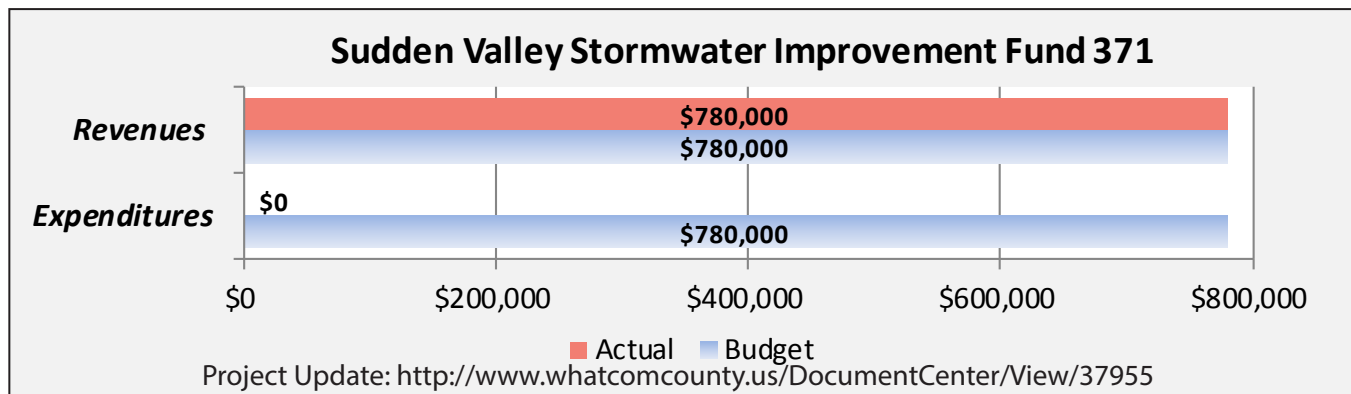 Sudden Valley Stormwater Improvement Fund 371
Revenues
$780,000
$780,000
Expenditures
$0
$780,000
$0 $200,000 $400,000 $600,000 $800,000
Actual Budget
Project Update: http://www.whatcomcounty.us/DocumentCenter/View/37955